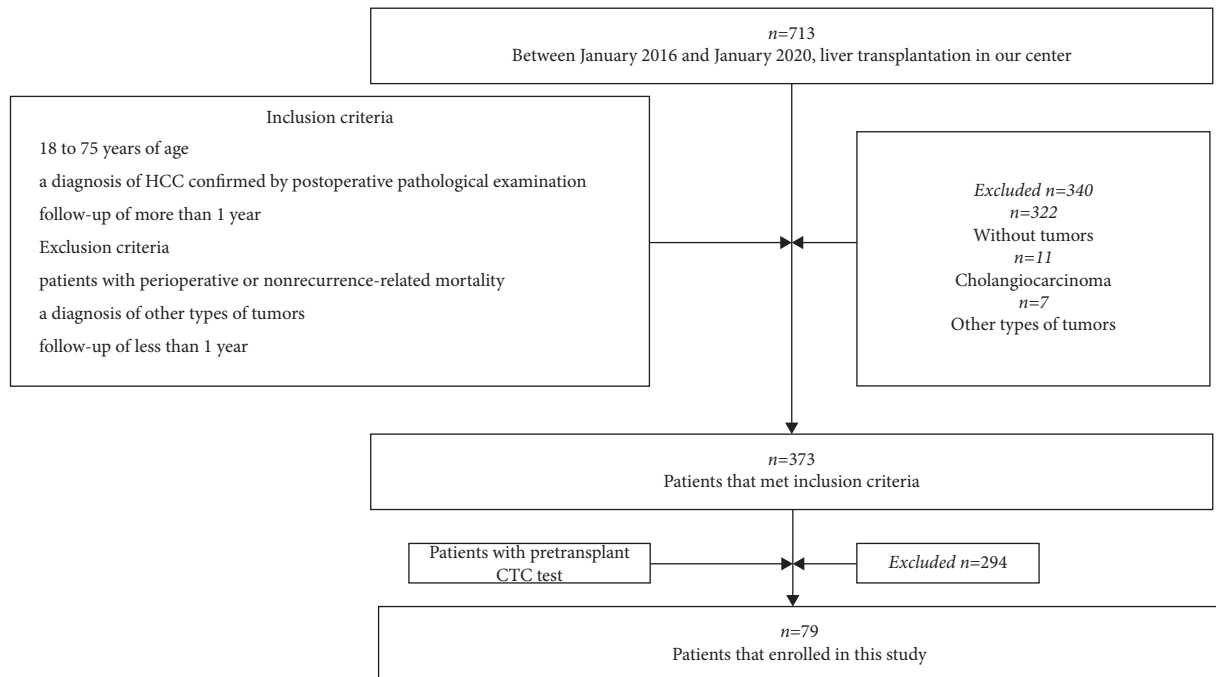 n=713
Between January 2016 and January 2020, liver transplantation in our center
Inclusion criteria
18 to 75 years of age
a diagnosis of HCC confirmed by postoperative pathological examination
follow-up of more than 1 year
Exclusion criteria
patients with perioperative or nonrecurrence-related mortality
a diagnosis of other types of tumors
follow-up of less than 1 year
Excluded n=340
n=322
Without tumors
n=11
Cholangiocarcinoma
n=7
Other types of tumors
n=373
Patients that met inclusion criteria
Patients with pretransplant
CTC test
Excluded n=294
n=79
Patients that enrolled in this study